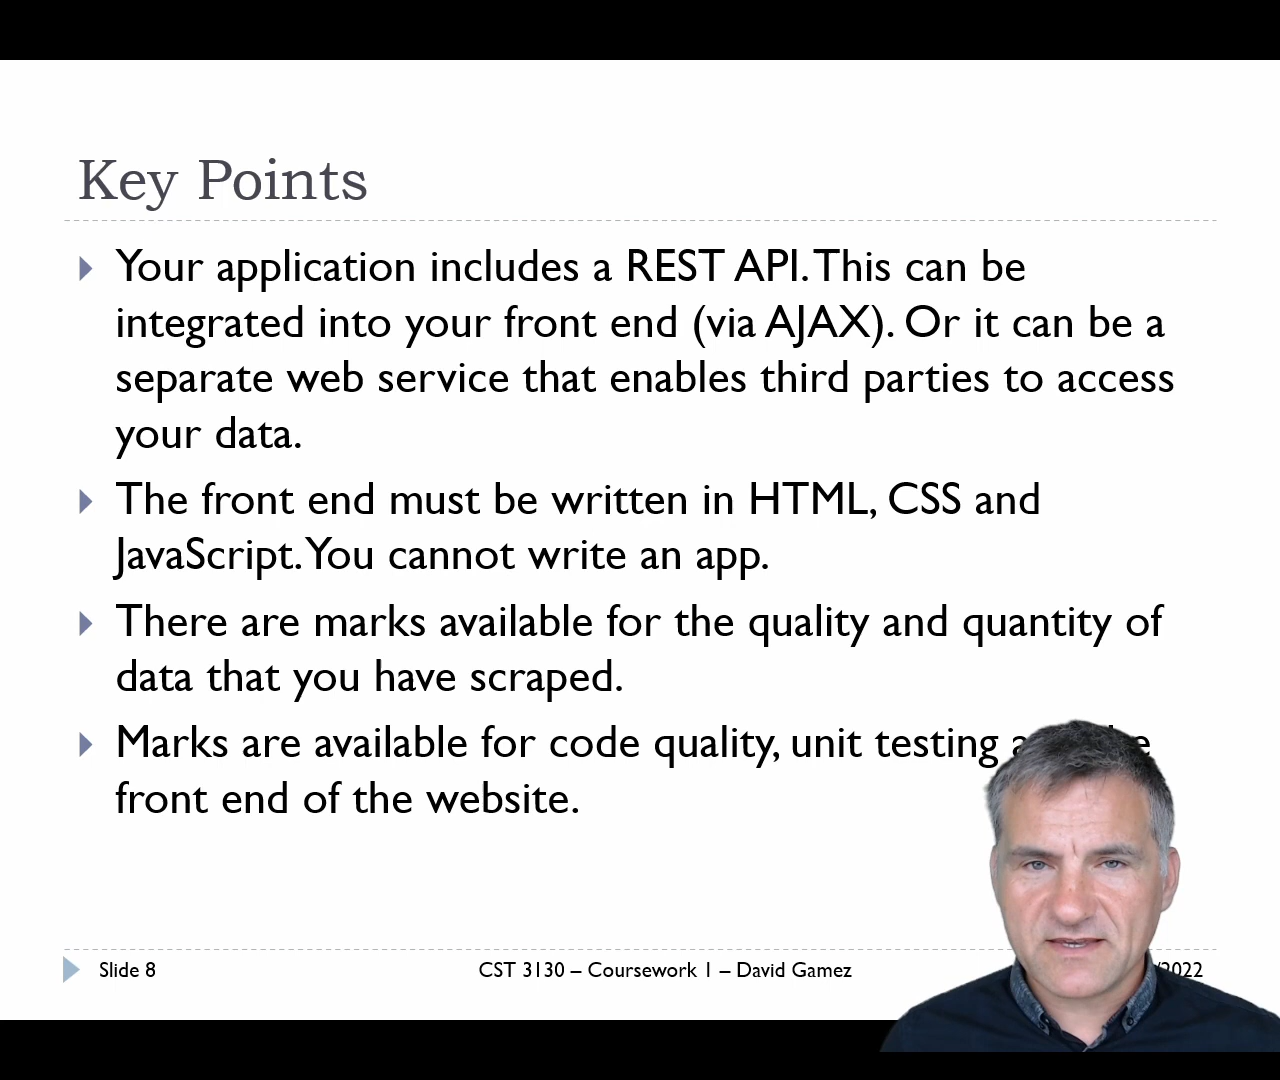 Key Points
Your application includes a REST API. This can be
integrated into your front end (via AJAX). Or it can be a
separate web service that enables third parties to access
your data.
The front end must be written in HTML, CSS and
JavaScript. You cannot write an app.
There are marks available for the quality and quantity of
data that you have scraped.
Marks are available for code quality, unit testing
front end of the website.
Slide 8
CST 3130 – Coursework 1 – David Gamez
/2022